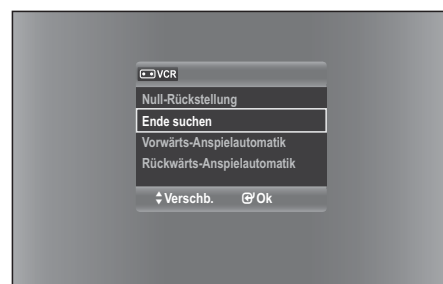 VCR
Null-Rückstellung
Ende suchen
Vorwärts-Anspielautomatik
Rückwärts-Anspielautomatik
Verschb. Ok